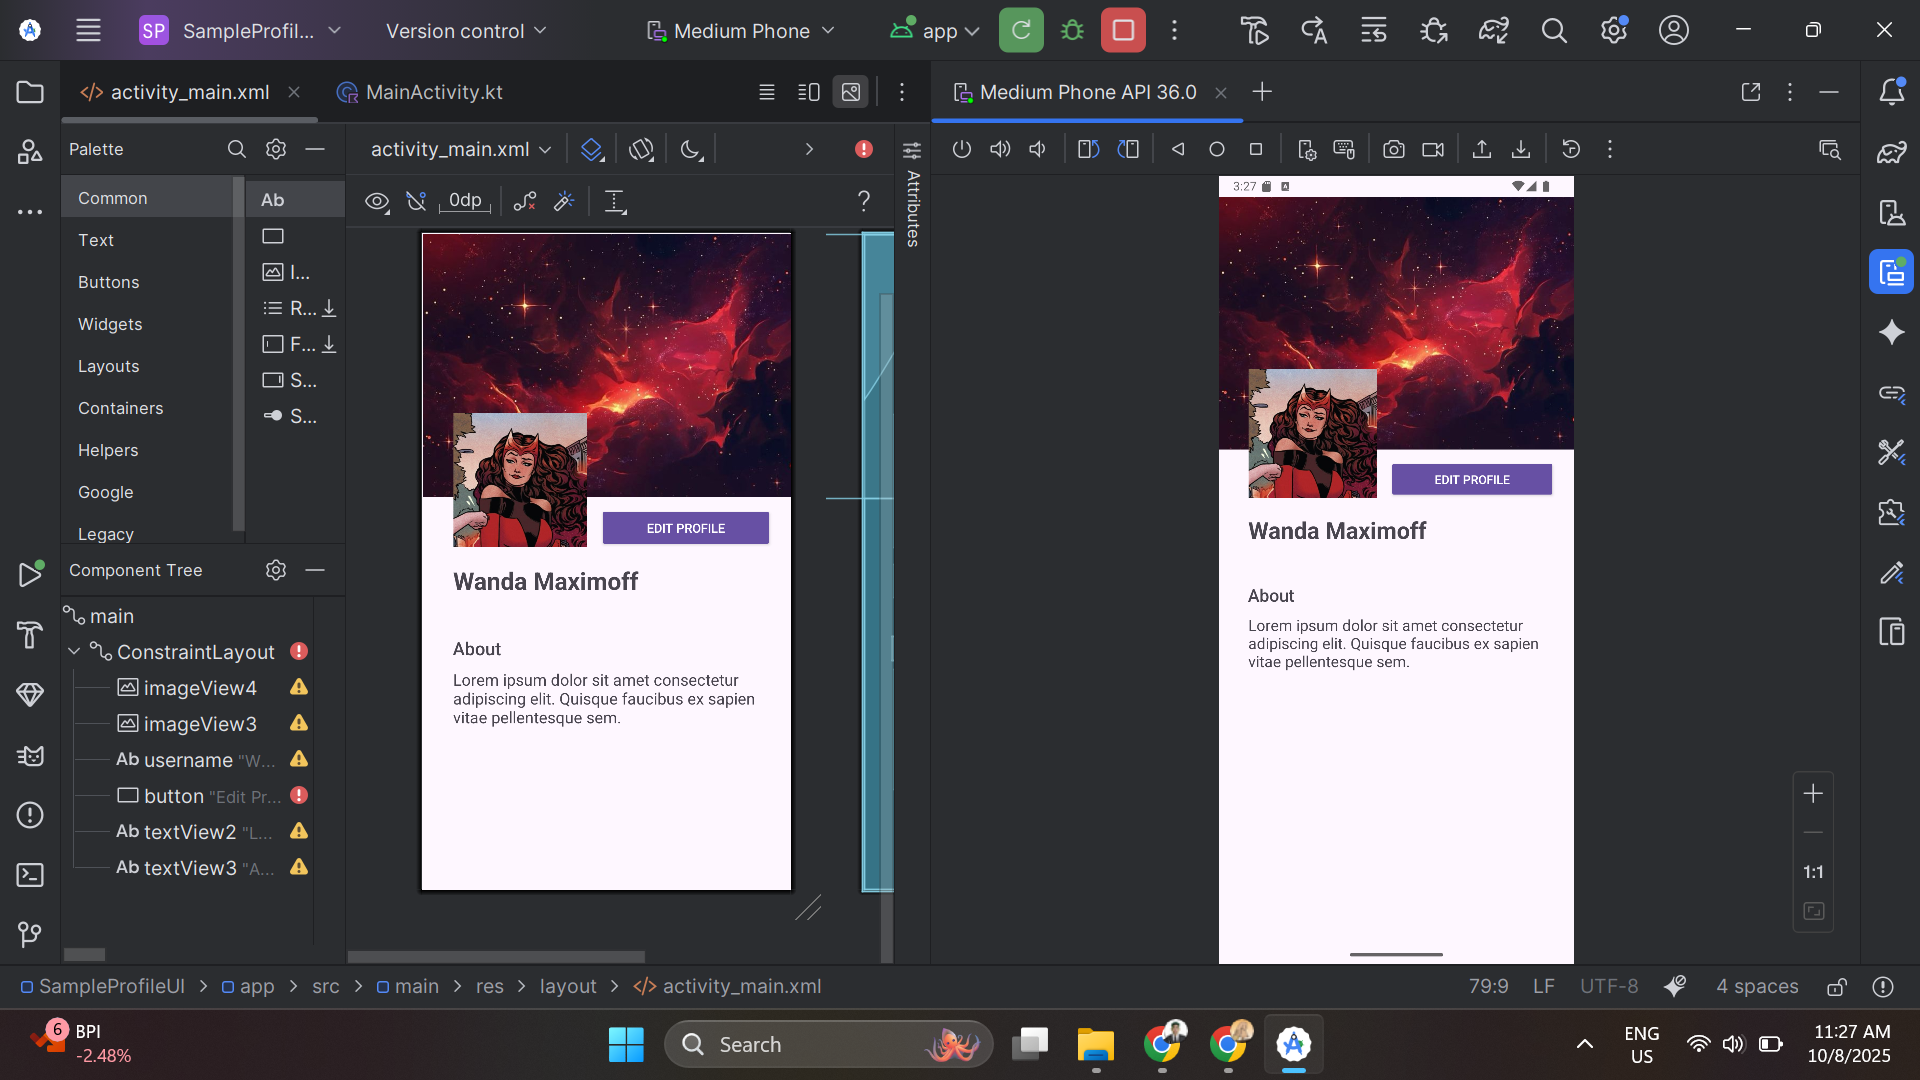 SP SampleProfil... Version control Medium Phone app
activity_main.xml MainActivity.kt Medium Phone API 36.0
Palette activity_main.xml
Common Ab 0dp ?
Text
Buttons I...
Widgets R...
F...
Layouts S...
Containers S...
Helpers
Google
Legacy
Attributes
Component Tree
main
ConstraintLayout
imageView4
imageView3
Ab username "W...
button "Edit Pr...
Ab textView2 "L...
Ab textView3 "A...
EDIT PROFILE
Wanda Maximoff
About
Lorem ipsum dolor sit amet consectetur
adipiscing elit. Quisque faucibus ex sapien
vitae pellentesque sem.
3:27 A
EDIT PROFILE
Wanda Maximoff
About
Lorem ipsum dolor sit amet consectetur
adipiscing elit. Quisque faucibus ex sapien
vitae pellentesque sem.
1:1
SampleProfileUI > app > src > main > res > layout > activity_main.xml 79:9 LF UTF-8 4 spaces
6 BPI
-2.48%
Search
ENG
US
11:27 AM
10/8/2025